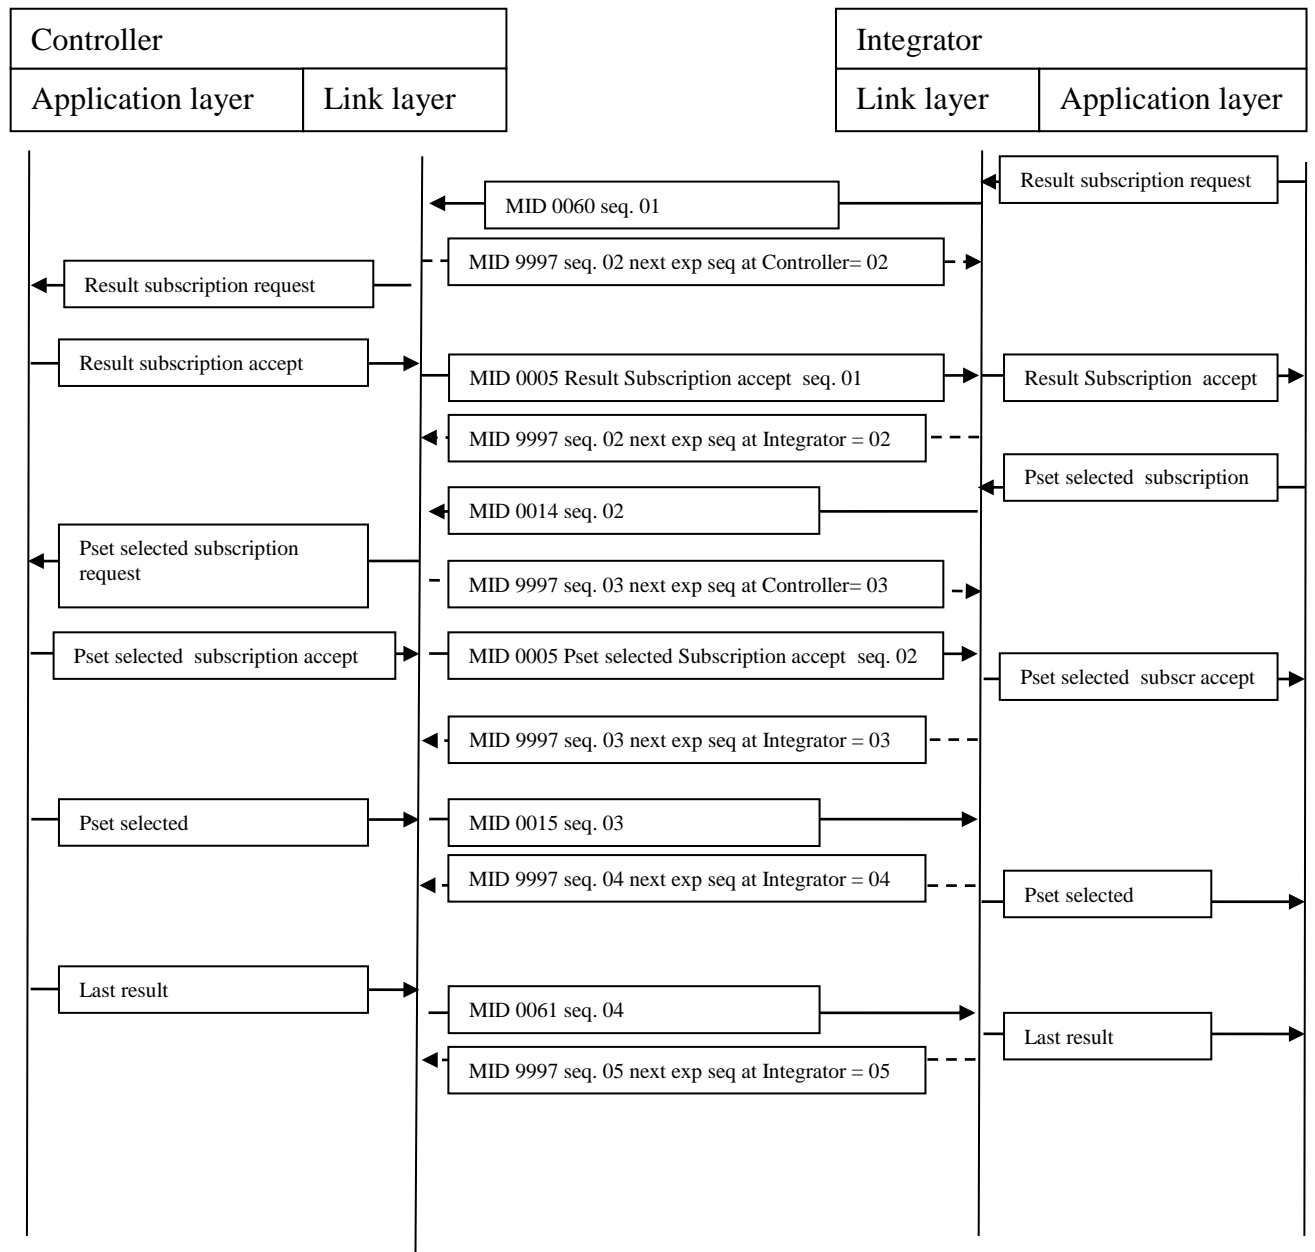 Controller
Integrator
Application layer
Link layer
Link layer
Application layer
Result subscription request
MID 0060 seq. 01
MID 9997 seq. 02 next exp seq at Controller= 02
Result subscription request
Result subscription accept
MID 0005 Result Subscription accept  seq. 01
Result Subscription  accept
MID 9997 seq. 02 next exp seq at Integrator = 02
Pset selected  subscription
MID 0014 seq. 02
Pset selected subscription
request
MID 9997 seq. 03 next exp seq at Controller= 03
Pset selected  subscription accept
MID 0005 Pset selected Subscription accept  seq. 02
Pset selected  subscr accept
MID 9997 seq. 03 next exp seq at Integrator = 03
Pset selected
MID 0015 seq. 03
MID 9997 seq. 04 next exp seq at Integrator = 04
Pset selected
Last result
MID 0061 seq. 04
Last result
MID 9997 seq. 05 next exp seq at Integrator = 05